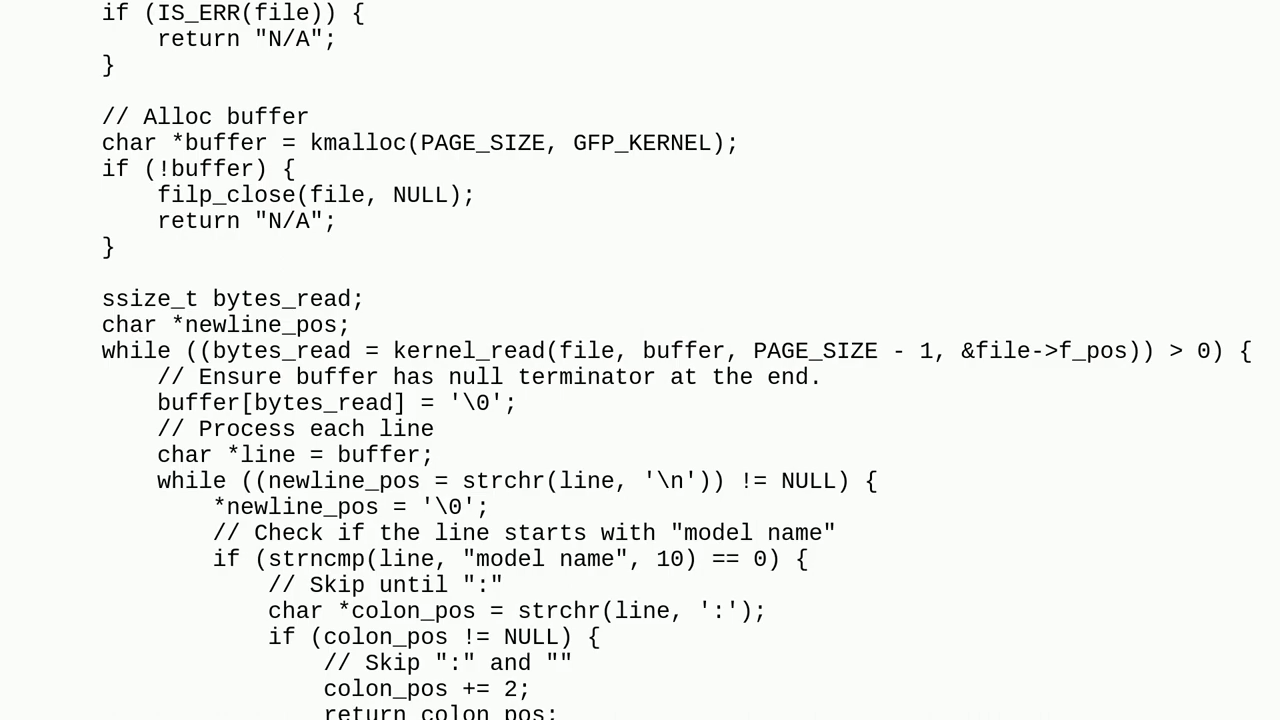 if (IS_ERR(file)) {
return "N/A";
}
// Alloc buffer
char *buffer = kmalloc(PAGE_SIZE, GFP_KERNEL);
if (!buffer) {
filp_close(file, NULL);
return "N/A";
}
ssize_t bytes_read;
char *newline_pos;
while ((bytes_read = kernel_read(file, buffer, PAGE_SIZE - 1, &file->f_pos)) > 0) {
// Ensure buffer has null terminator at the end.
buffer[bytes_read] = '\0';
// Process each line
char *line = buffer;
while ((newline_pos = strchr(line, '\n')) != NULL) {
*newline_pos = '\0';
// Check if the line starts with "model name"
if (strncmp(line, "model name", 10) == 0) {
// Skip until ":"
char *colon_pos = strchr(line, ':');
if (colon_pos != NULL) {
// Skip ":" and ""
colon_pos += 2;
return colon_pos;